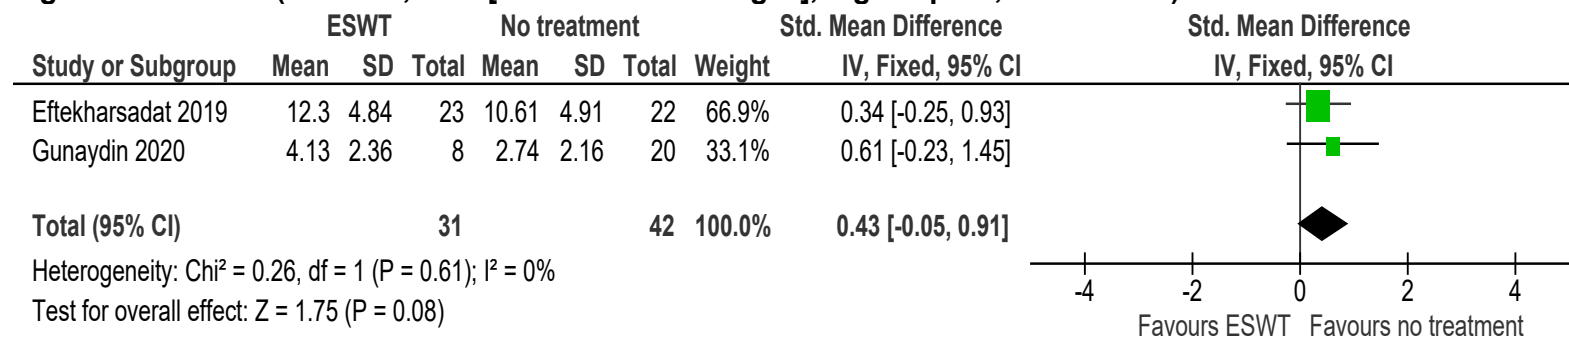 ESWT No treatment Std. Mean Difference Std. Mean Difference
Study or Subgroup Mean SD Total Mean SD Total Weight IV, Fixed, 95% CI IV, Fixed, 95% CI
Eftekharsadat 2019 12.3 4.84 23 10.61 4.91 22 66.9% 0.34 [-0.25, 0.93]
Gunaydin 2020 4.13 2.36 8 2.74 2.16 20 33.1% 0.61 [-0.23, 1.45]
Total (95% CI) 31 42 100.0% 0.43 [-0.05, 0.91]
Heterogeneity: Chi² = 0.26, df = 1 (P = 0.61); I² = 0%
Test for overall effect: Z = 1.75 (P = 0.08)
-4 -2 0 2 4
Favours ESWT Favours no treatment